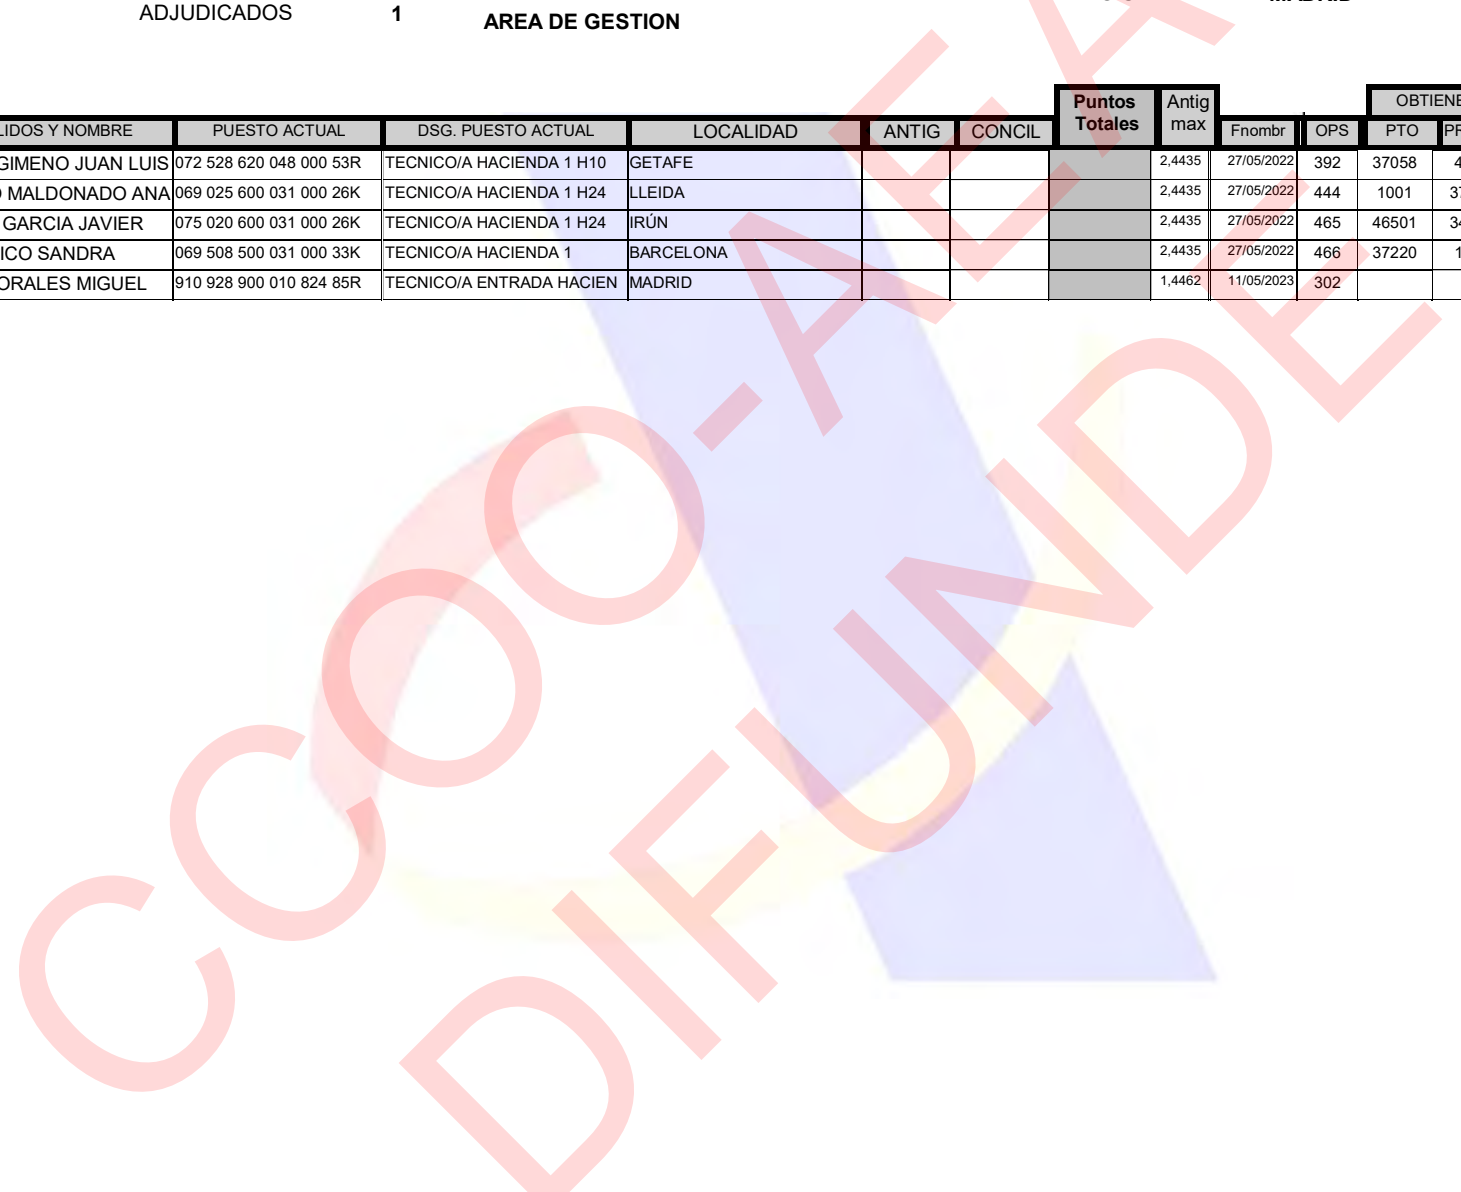 ADJUDICADOS 1 AREA DE GESTION
Puntos Totales Antig max OBTIENE
LIDOS Y NOMBRE PUESTO ACTUAL DSG. PUESTO ACTUAL LOCALIDAD ANTIG CONCIL Fnombr OPS PTO PR
GIMENO JUAN LUIS 072 528 620 048 000 53R TECNICO/A HACIENDA 1 H10 GETAFE 2,4435 27/05/2022 392 37058 4
MALDONADO ANA 069 025 600 031 000 26K TECNICO/A HACIENDA 1 H24 LLEIDA 2,4435 27/05/2022 444 1001 37
GARCIA JAVIER 075 020 600 031 000 26K TECNICO/A HACIENDA 1 H24 IRÚN 2,4435 27/05/2022 465 46501 34
ICO SANDRA 069 508 500 031 000 33K TECNICO/A HACIENDA 1 BARCELONA 2,4435 27/05/2022 466 37220 1
ORALES MIGUEL 910 928 900 010 824 85R TECNICO/A ENTRADA HACIEN MADRID 1,4462 11/05/2023 302
CCOO-AEA
DIFUNDE